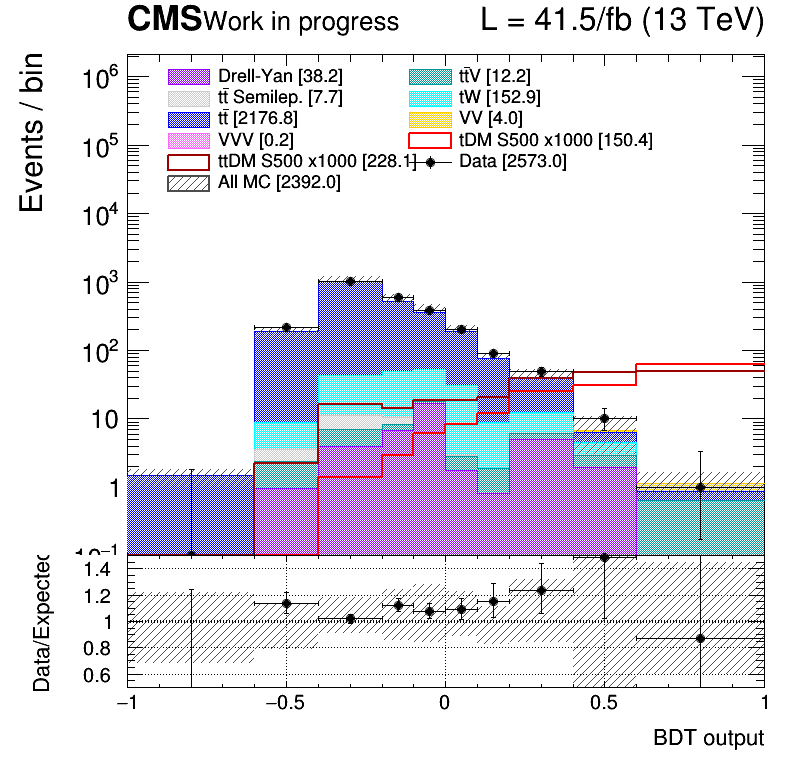 CMS Work in progress L = 41.5/fb (13 TeV)
Events / bin
10⁶
10⁵
10⁴
10³
10²
10
1
10⁻¹
Drell-Yan [38.2] tt̄V [12.2]
tt̄ Semilep. [7.7] tW [152.9]
tt̄ [2176.8] VV [4.0]
VVV [0.2] tDM S500 x1000 [150.4]
ttDM S500 x1000 [228.1] Data [2573.0]
All MC [2392.0]
Data/Expected
1.4
1.2
1
0.8
0.6
−1 −0.5 0 0.5 1
BDT output